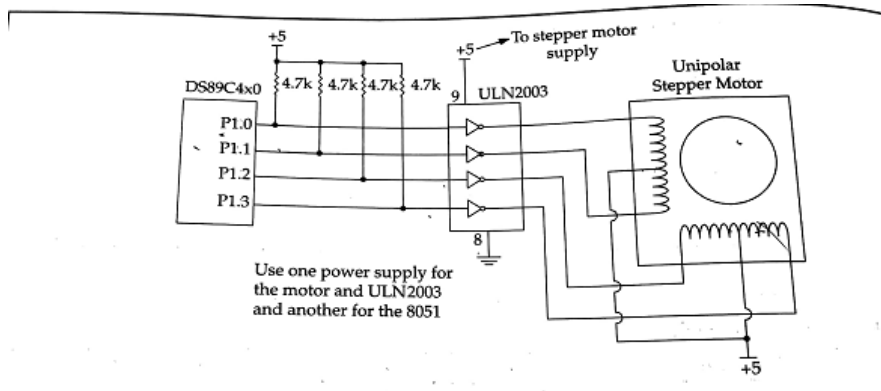 +5
4.7k 4.7k 4.7k 4.7k
DS89C4x0
P1.0
P1.1
P1.2
P1.3
+5
To stepper motor
supply
9
ULN2003
8
Unipolar
Stepper Motor
Use one power supply for
the motor and ULN2003
and another for the 8051
+5